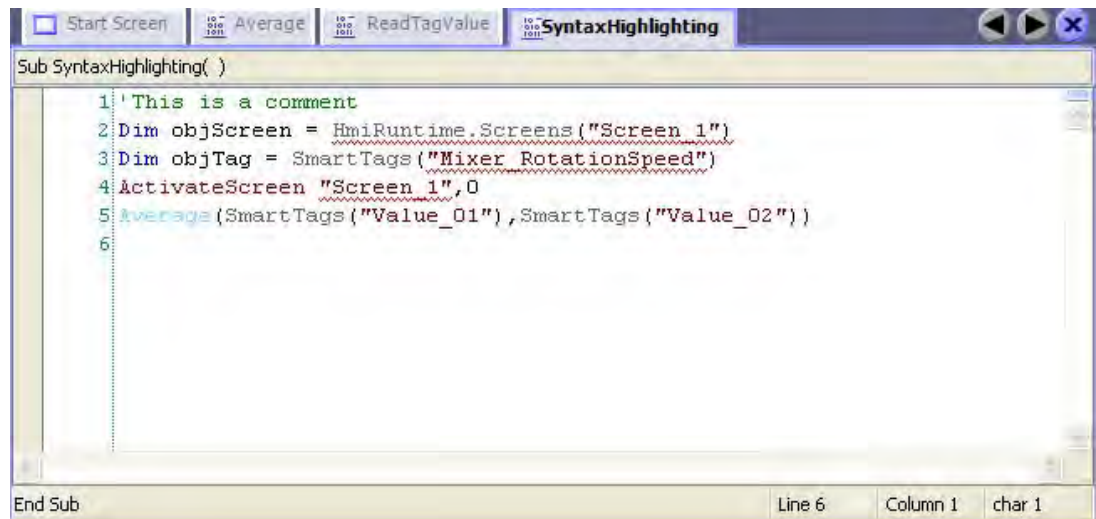 Start Screen Average ReadTagValue SyntaxHighlighting
Sub SyntaxHighlighting( )
1 'This is a comment
2 Dim objScreen = HmiRuntime.Screens("Screen_1")
3 Dim objTag = SmartTags("Mixer_RotationSpeed")
4 ActivateScreen "Screen_1",0
5 Average(SmartTags("Value_01"),SmartTags("Value_02"))
6
End Sub Line 6 Column 1 char 1